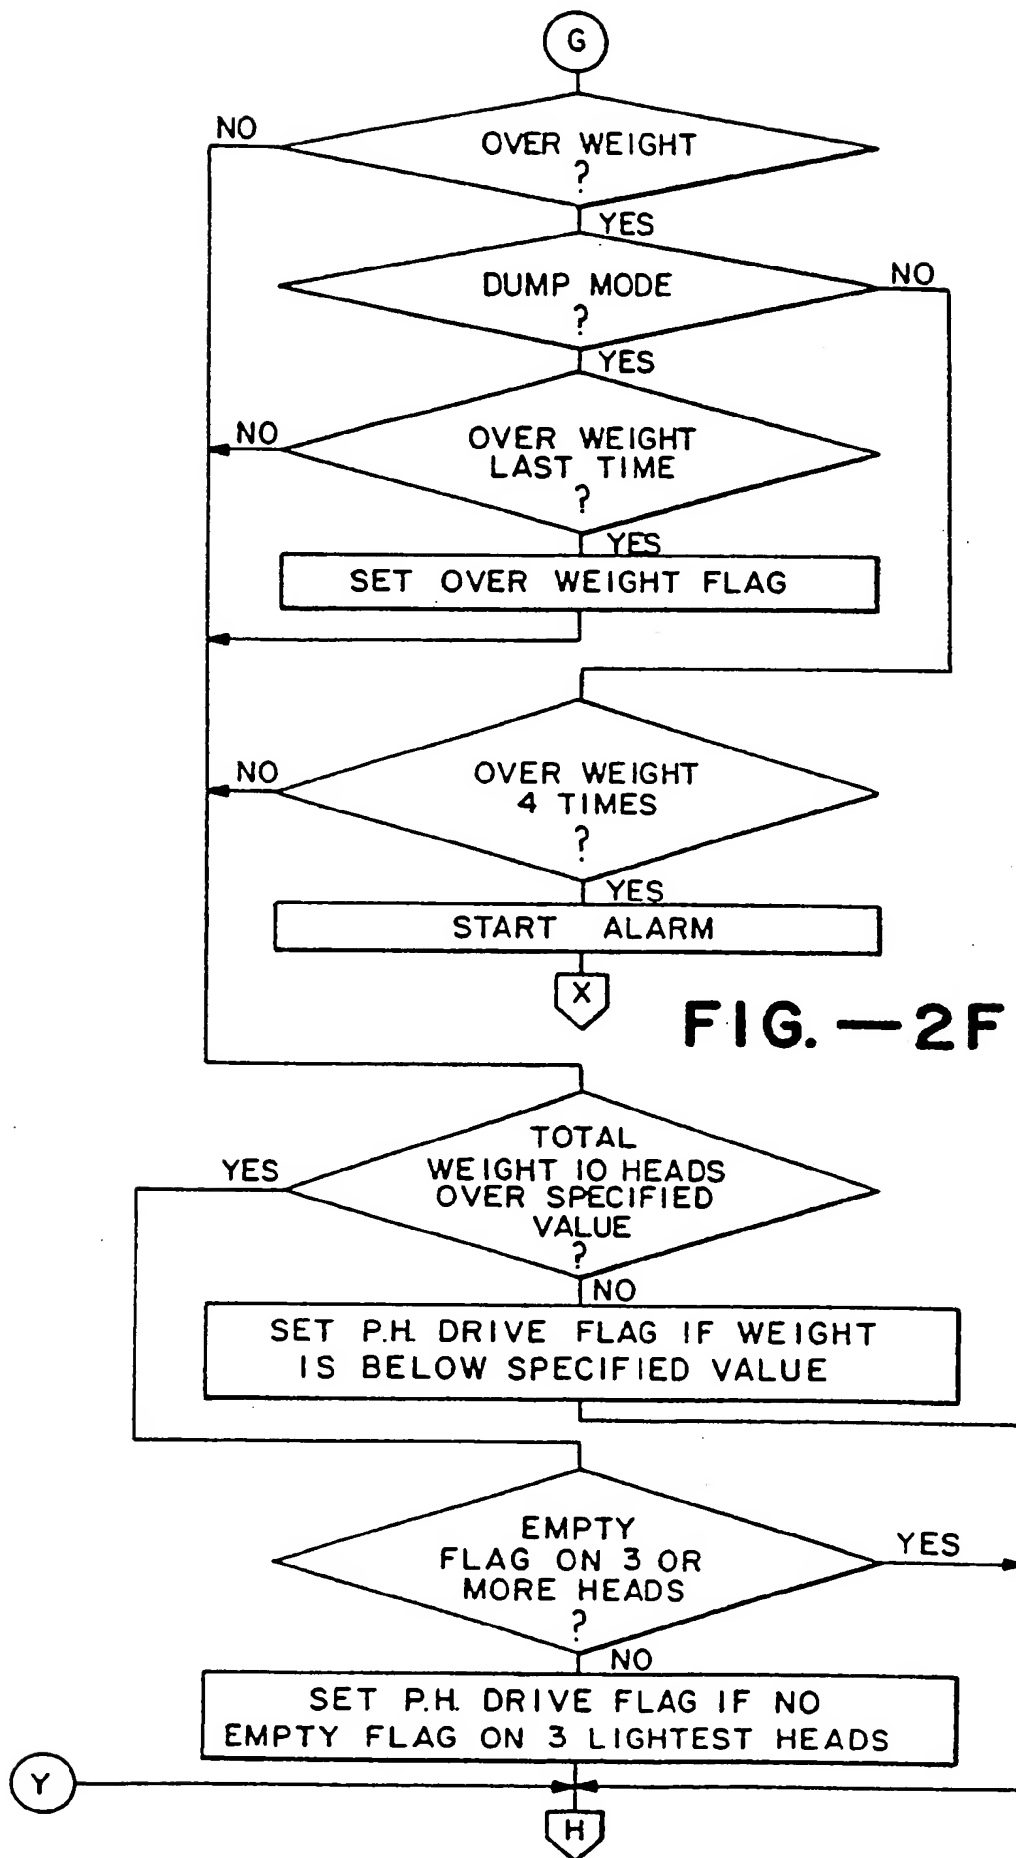 G
OVER WEIGHT
?
NO
YES
DUMP MODE
?
NO
YES
OVER WEIGHT
LAST TIME
?
NO
YES
SET OVER WEIGHT FLAG
OVER WEIGHT
4 TIMES
?
NO
YES
START ALARM
X
FIG.—2F
TOTAL
WEIGHT 10 HEADS
OVER SPECIFIED
VALUE
?
YES
NO
SET P.H. DRIVE FLAG IF WEIGHT
IS BELOW SPECIFIED VALUE
EMPTY
FLAG ON 3 OR
MORE HEADS
?
YES
NO
SET P.H. DRIVE FLAG IF NO
EMPTY FLAG ON 3 LIGHTEST HEADS
Y
H